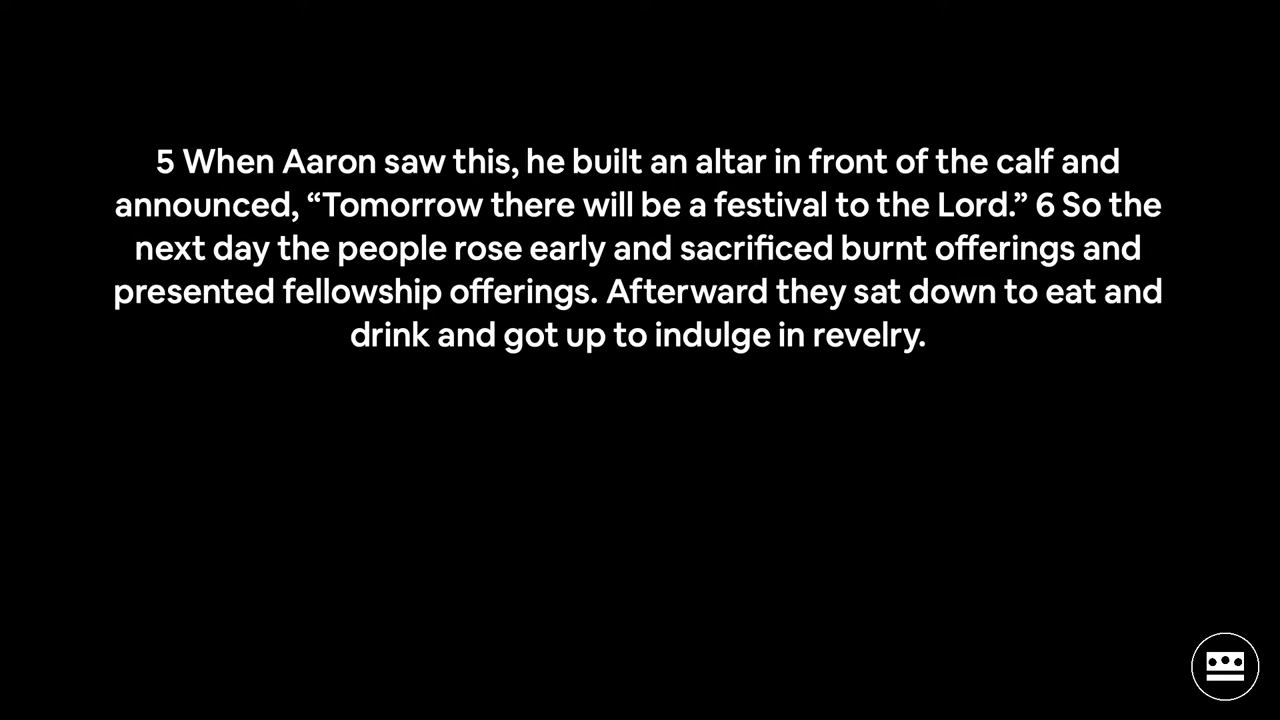 5 When Aaron saw this, he built an altar in front of the calf and
announced, “Tomorrow there will be a festival to the Lord.” 6 So the
next day the people rose early and sacrificed burnt offerings and
presented fellowship offerings. Afterward they sat down to eat and
drink and got up to indulge in revelry.